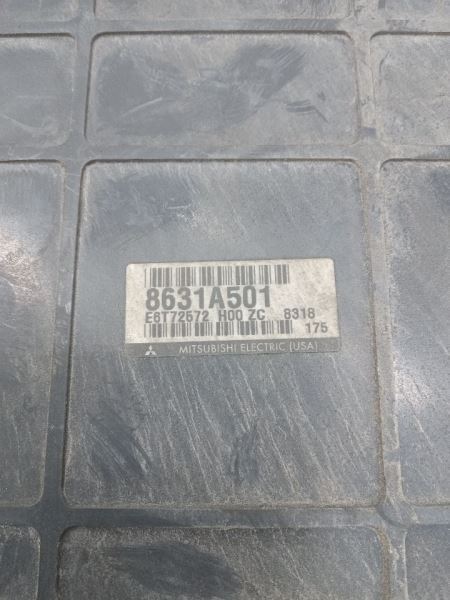 8631A501
E6T72572 H00 ZC 8318
175
MITSUBISHI ELECTRIC (USA)